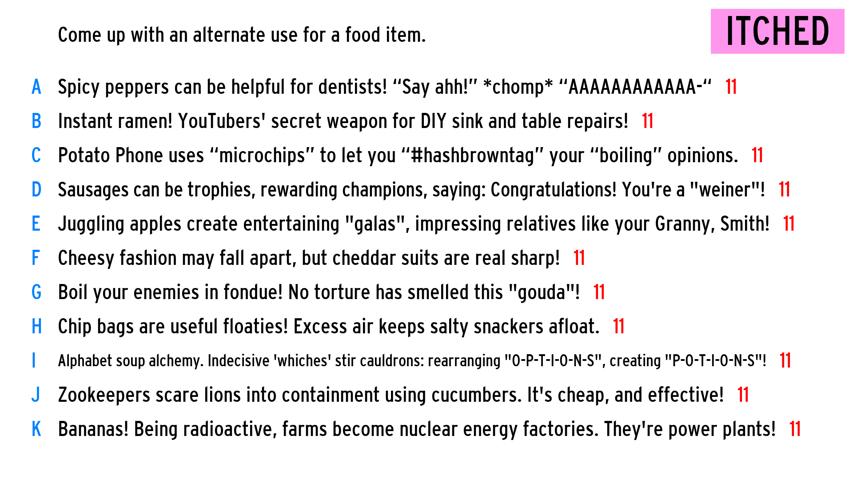 Come up with an alternate use for a food item.
ITCHED
A Spicy peppers can be helpful for dentists! “Say ahh!” *chomp* “AAAAAAAAAAAA-“ 11
B Instant ramen! YouTubers' secret weapon for DIY sink and table repairs! 11
C Potato Phone uses “microchips” to let you “#hashbrowntag” your “boiling” opinions. 11
D Sausages can be trophies, rewarding champions, saying: Congratulations! You're a "weiner"! 11
E Juggling apples create entertaining "galas", impressing relatives like your Granny, Smith! 11
F Cheesy fashion may fall apart, but cheddar suits are real sharp! 11
G Boil your enemies in fondue! No torture has smelled this "gouda"! 11
H Chip bags are useful floaties! Excess air keeps salty snackers afloat. 11
I Alphabet soup alchemy. Indecisive 'whiches' stir cauldrons: rearranging "O-P-T-I-O-N-S", creating "P-O-T-I-O-N-S"! 11
J Zookeepers scare lions into containment using cucumbers. It's cheap, and effective! 11
K Bananas! Being radioactive, farms become nuclear energy factories. They're power plants! 11